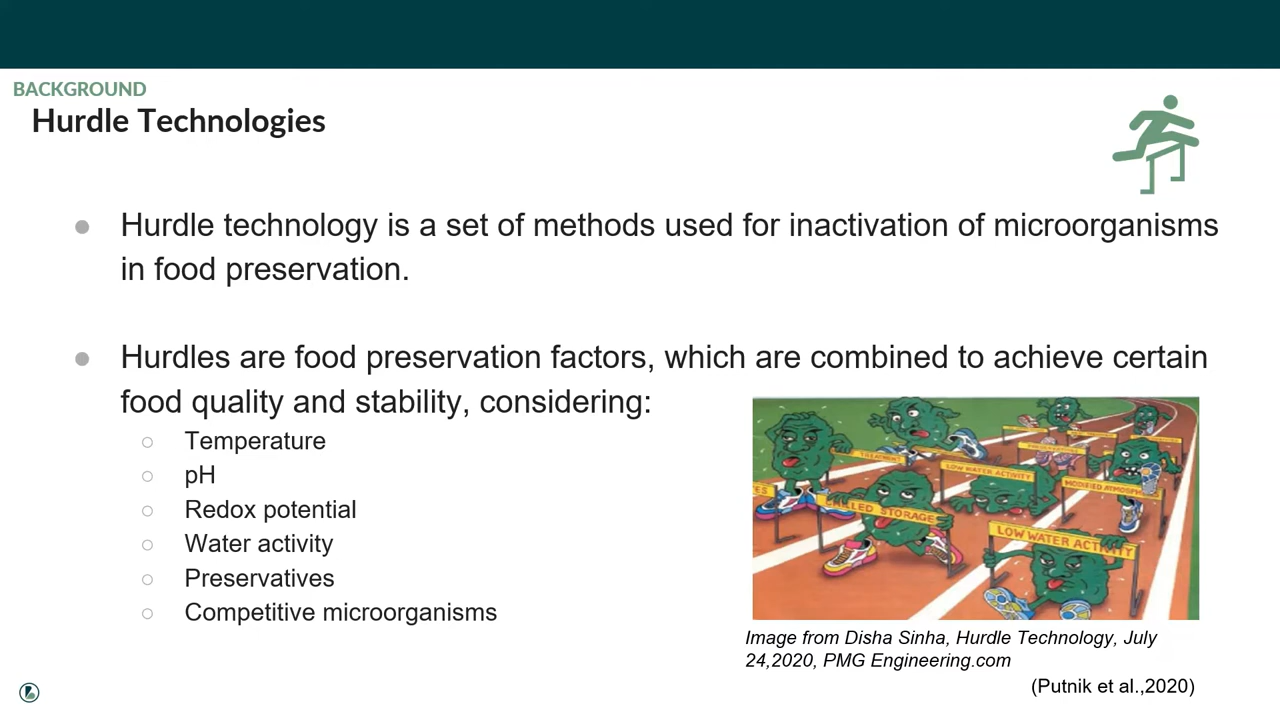 BACKGROUND
Hurdle Technologies
Hurdle technology is a set of methods used for inactivation of microorganisms
in food preservation.
Hurdles are food preservation factors, which are combined to achieve certain
food quality and stability, considering:
Temperature
pH
Redox potential
Water activity
Preservatives
Competitive microorganisms
TREATMENT
LOW WATER ACTIVITY
CHILLED STORAGE
LOW WATER ACTIVITY
Image from Disha Sinha, Hurdle Technology, July
24,2020, PMG Engineering.com
(Putnik et al.,2020)